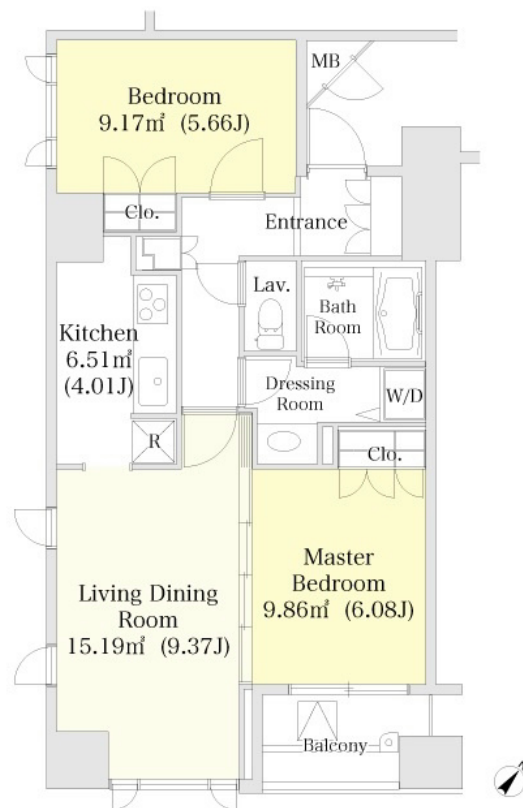 MB
Bedroom
9.17㎡ (5.66J)
Clo.
Entrance
Lav.
Bath
Room
Kitchen
6.51㎡
(4.01J)
Dressing
Room
W/D
R
Clo.
Master
Bedroom
9.86㎡ (6.08J)
Living Dining
Room
15.19㎡ (9.37J)
Balcony